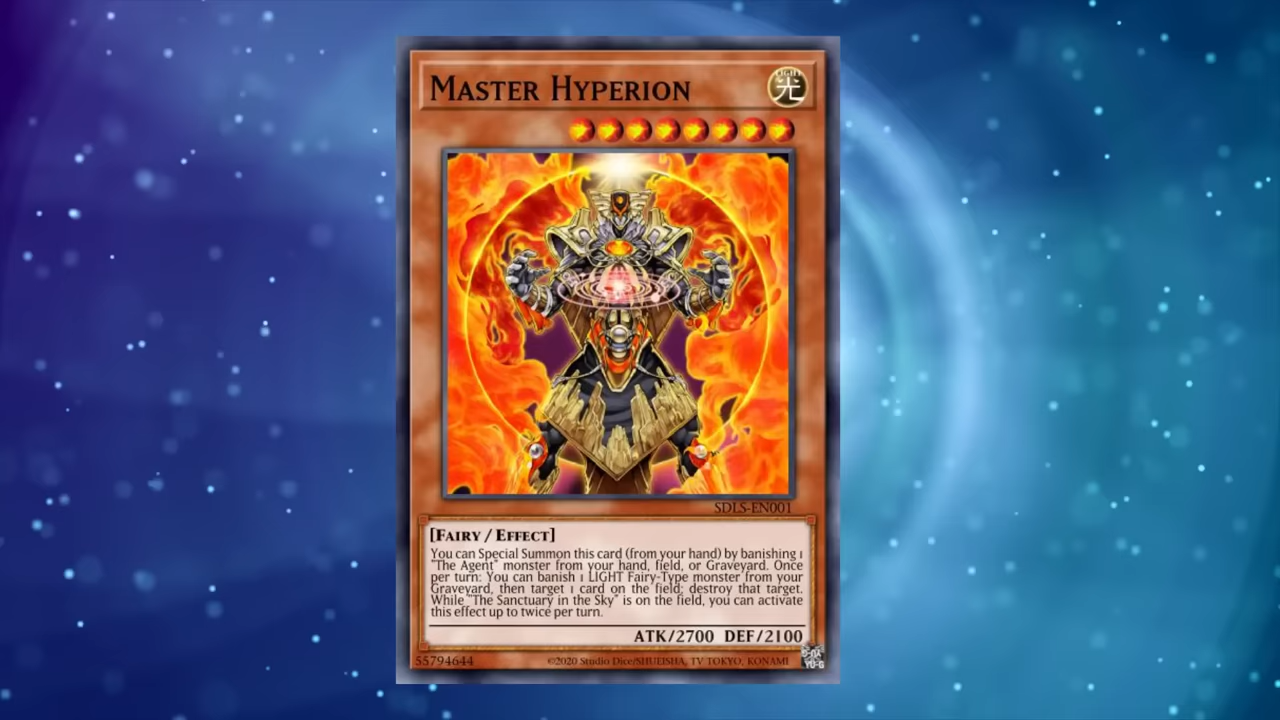 MASTER HYPERION
LIGHT
光
SDLS-EN001
[FAIRY / EFFECT]
You can Special Summon this card (from your hand) by banishing 1
"The Agent" monster from your hand, field, or Graveyard. Once
per turn: You can banish 1 LIGHT Fairy-Type monster from your
Graveyard, then target 1 card on the field; destroy that target.
While "The Sanctuary in the Sky" is on the field, you can activate
this effect up to twice per turn.
ATK/2700 DEF/2100
55794644
©2020 Studio Dice/SHUEISHA, TV TOKYO, KONAMI